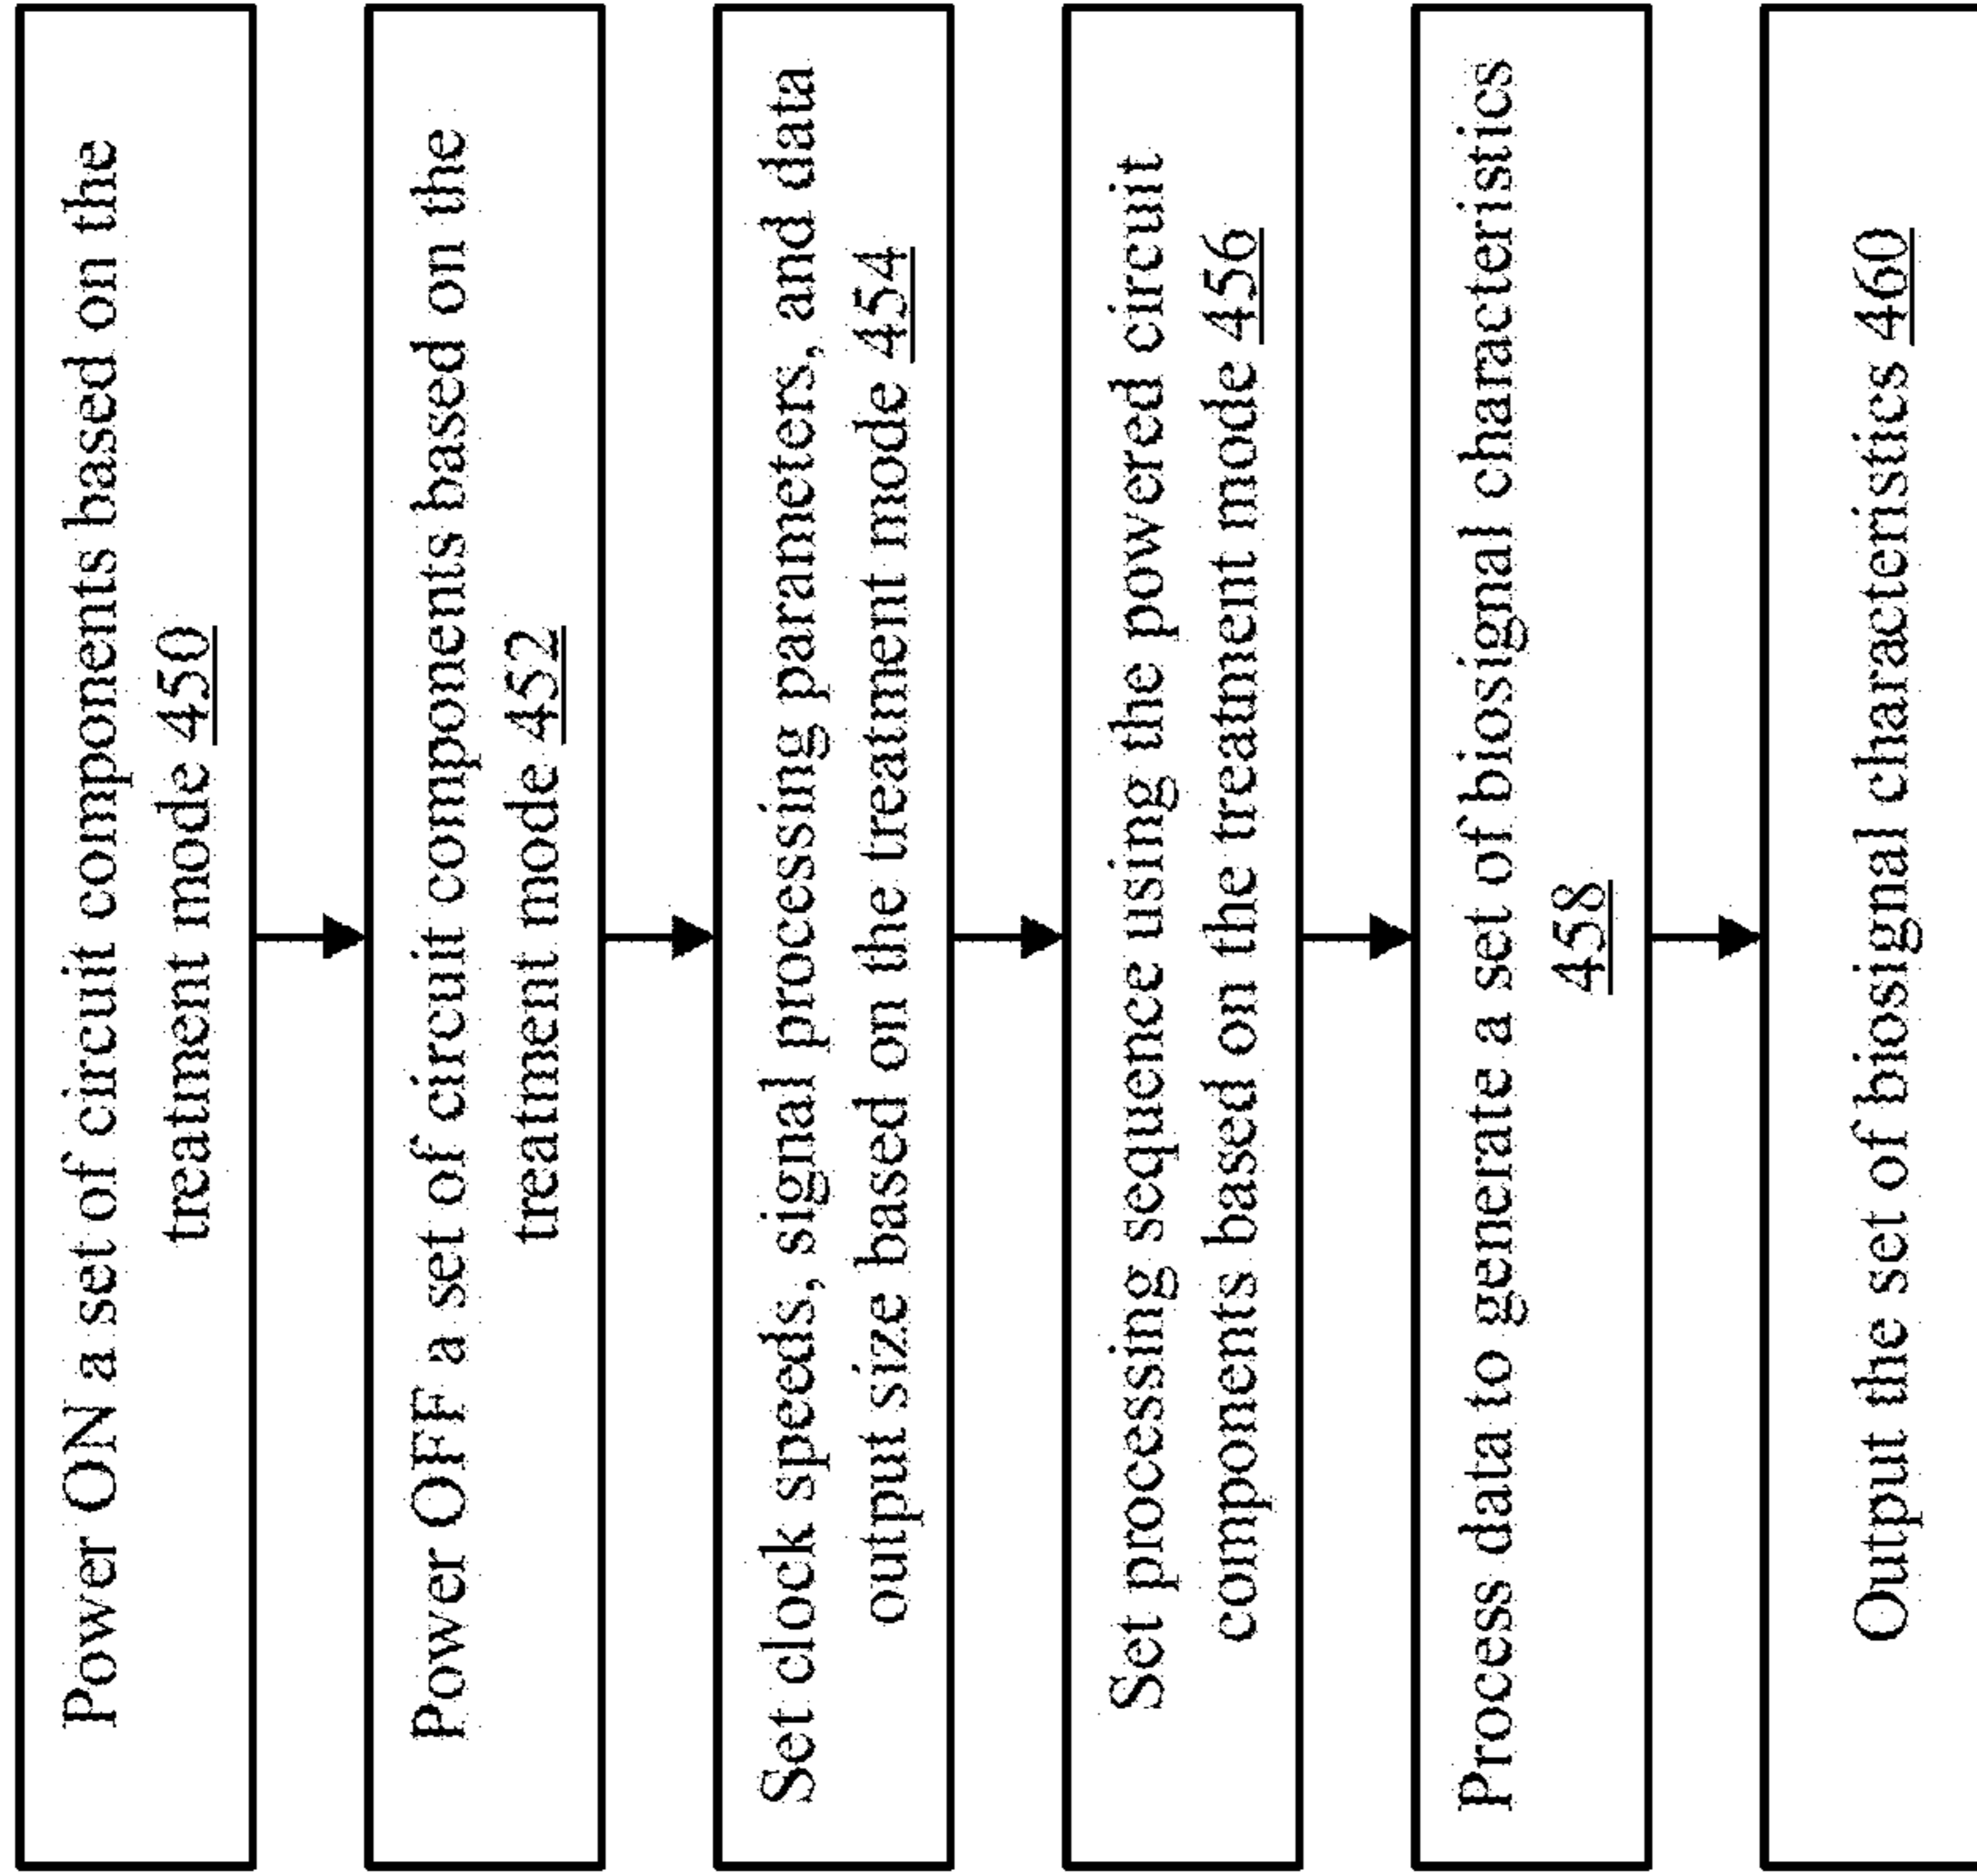 Power ON a set of circuit components based on the
treatment mode 450
Power OFF a set of circuit components based on the
treatment mode 452
Set clock speeds, signal processing parameters, and data
output size based on the treatment mode 454
Set processing sequence using the powered circuit
components based on the treatment mode 456
Process data to generate a set of biosignal characteristics
458
Output the set of biosignal characteristics 460